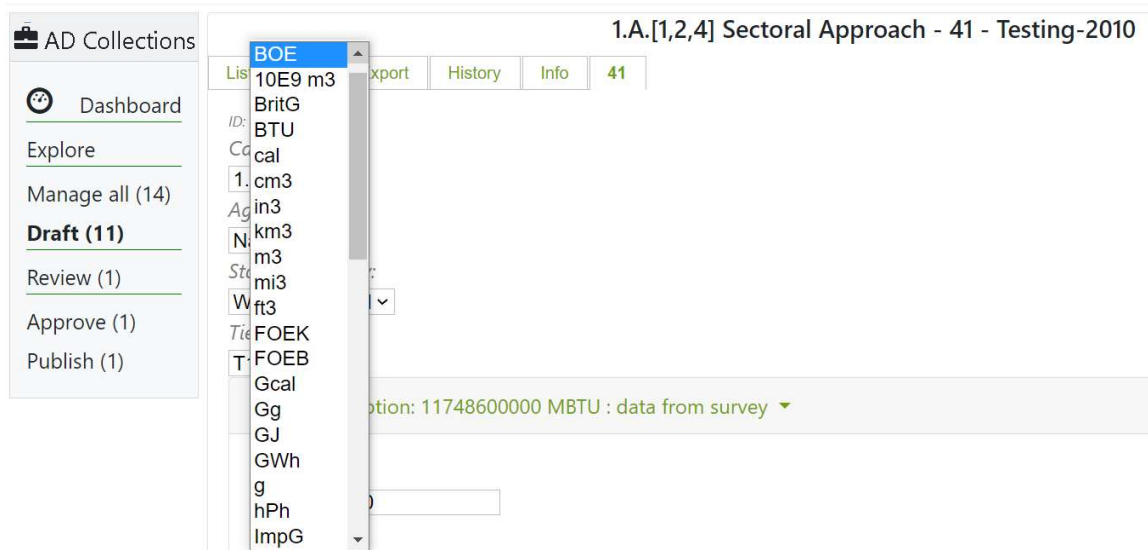 1.A.[1,2,4] Sectoral Approach - 41 - Testing-2010
AD Collections
Dashboard
Explore
Manage all (14)
Draft (11)
Review (1)
Approve (1)
Publish (1)
History
Info
41
ID:
BOE
10E9 m3
BritG
BTU
cal
cm3
in3
km3
m3
mi3
ft3
FOEK
FOEB
Gcal
Gg
GJ
GWh
g
hPh
ImpG
11748600000 MBTU : data from survey